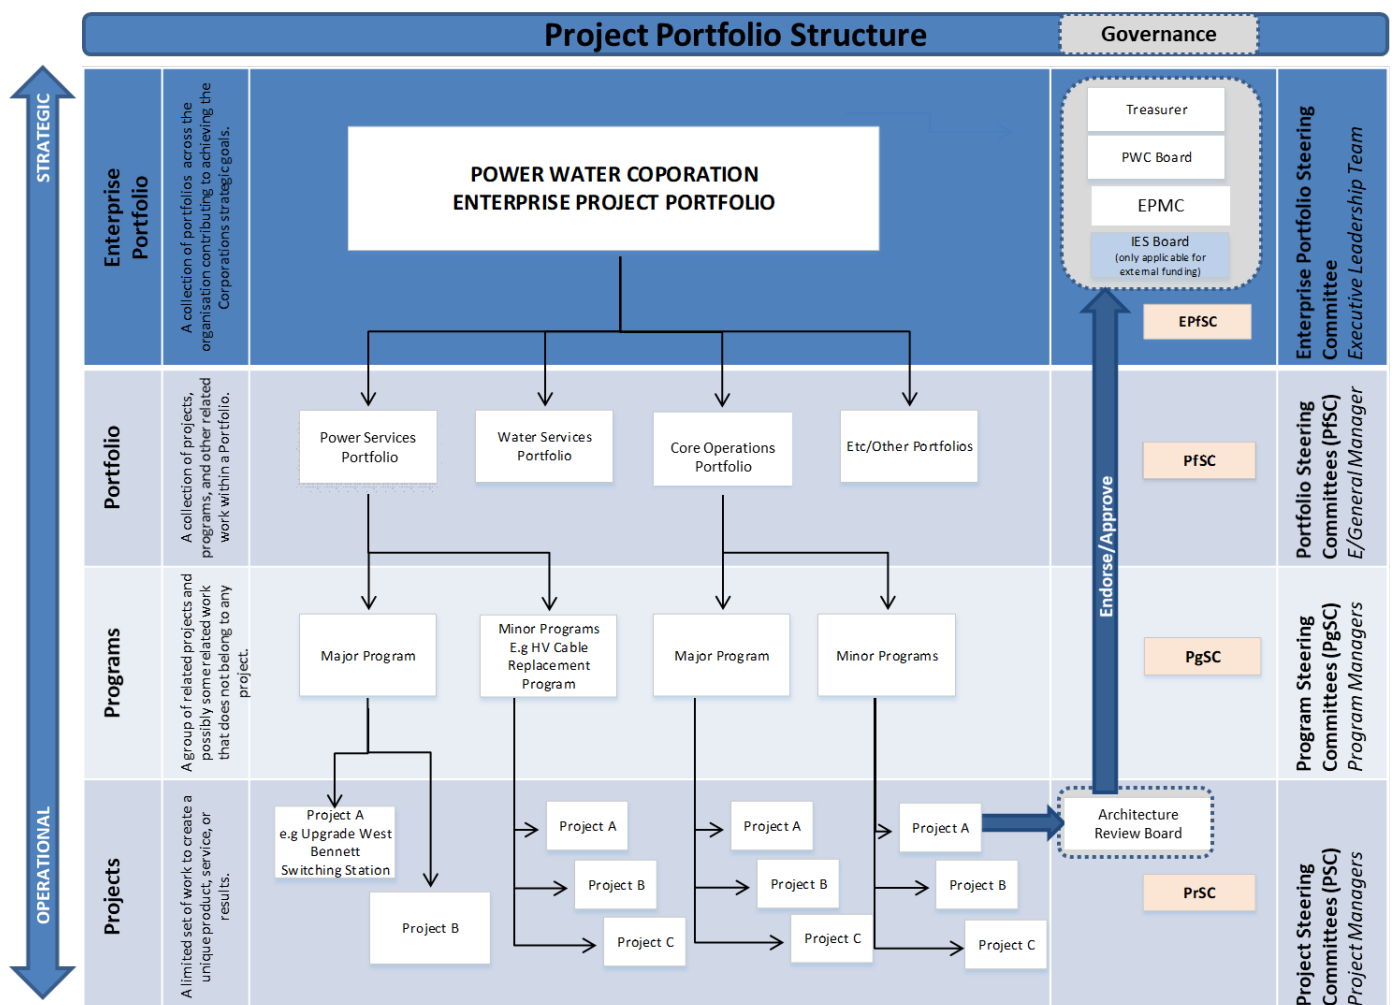 Project Portfolio Structure
Governance
STRATEGIC
OPERATIONAL
Enterprise
Portfolio
A collection of portfolios across the
organisation contributing to achieving the
Corporations strategic goals.
POWER WATER COPORATION
ENTERPRISE PROJECT PORTFOLIO
Treasurer
PWC Board
EPMC
IES Board
(only applicable for
external funding)
EPfSC
Enterprise Portfolio Steering
Committee
Executive Leadership Team
Portfolio
A collection of projects,
programs, and other related
work within a Portfolio.
Power Services
Portfolio
Water Services
Portfolio
Core Operations
Portfolio
Etc/Other Portfolios
PfSC
Portfolio Steering
Committees (PfSC)
E/General Manager
Endorse/Approve
Programs
A group of related projects and
possibly some related work
that does not belong to any
project.
Major Program
Minor Programs
E.g HV Cable
Replacement
Program
Major Program
Minor Programs
PgSC
Program Steering
Committees (PgSC)
Program Managers
Projects
A limited set of work to create a
unique product, service, or
results.
Project A
e.g Upgrade West
Bennett
Switching Station
Project B
Project A
Project B
Project C
Project A
Project B
Project C
Project A
Project B
Project C
Architecture
Review Board
PrSC
Project Steering
Committees (PSC)
Project Managers